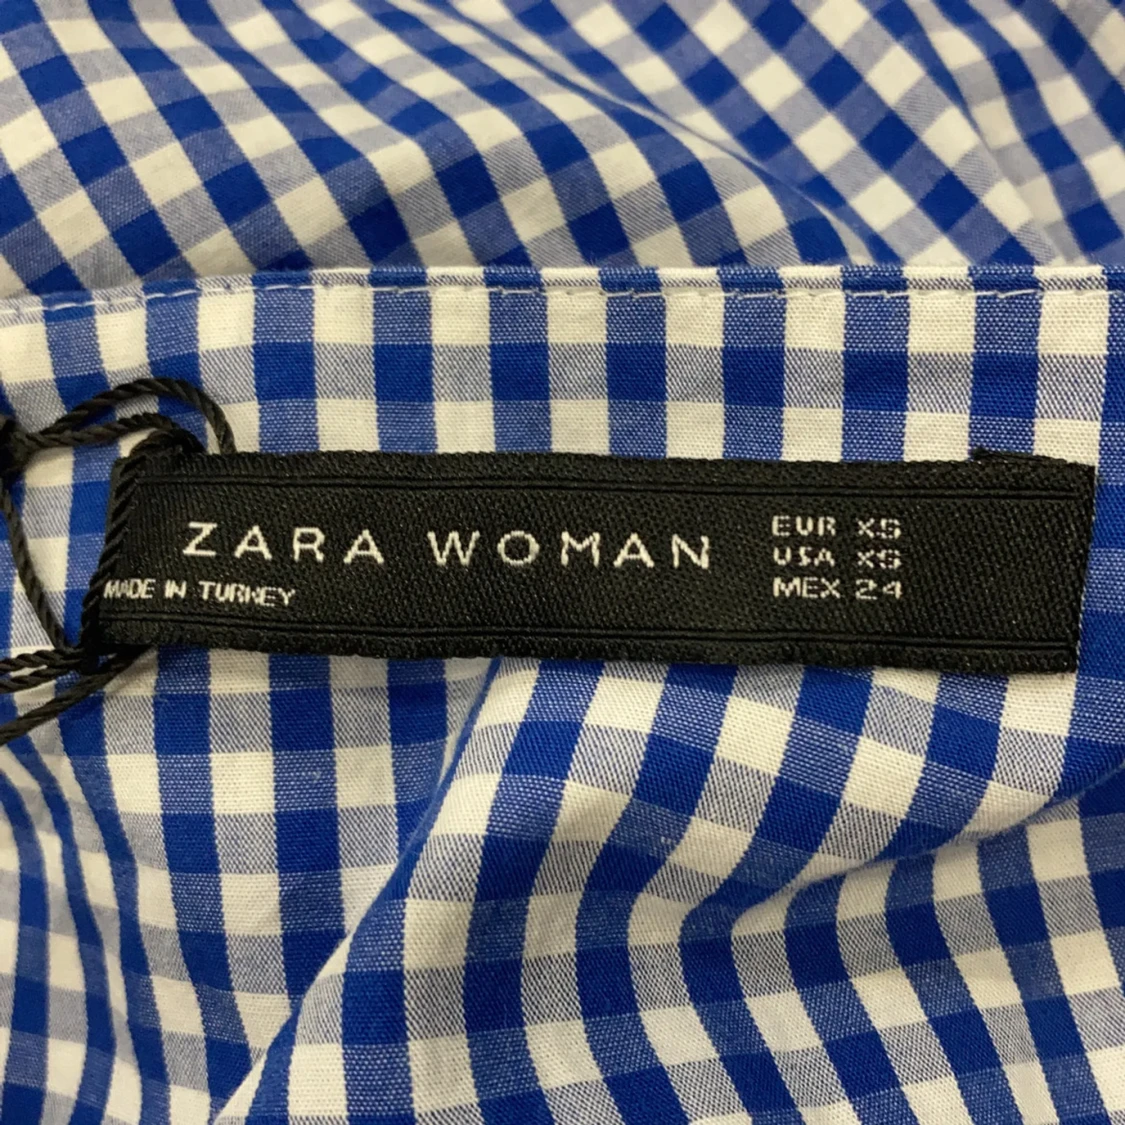 ZARA WOMAN
MADE IN TURKEY
EUR XS
USA XS
MEX 24